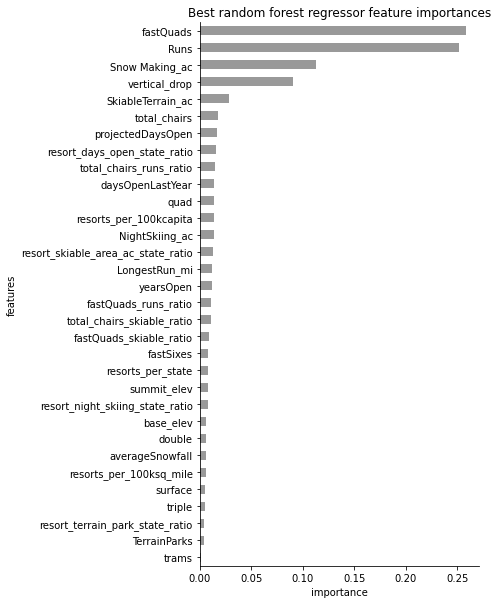 Best random forest regressor feature importances
fastQuads
Runs
Snow Making_ac
vertical_drop
SkiableTerrain_ac
total_chairs
projectedDaysOpen
resort_days_open_state_ratio
total_chairs_runs_ratio
daysOpenLastYear
quad
resorts_per_100kcapita
NightSkiing_ac
resort_skiable_area_ac_state_ratio
LongestRun_mi
yearsOpen
fastQuads_runs_ratio
total_chairs_skiable_ratio
fastQuads_skiable_ratio
fastSixes
resorts_per_state
summit_elev
resort_night_skiing_state_ratio
base_elev
double
averageSnowfall
resorts_per_100ksq_mile
surface
triple
resort_terrain_park_state_ratio
TerrainParks
trams
features
0.00 0.05 0.10 0.15 0.20 0.25
importance